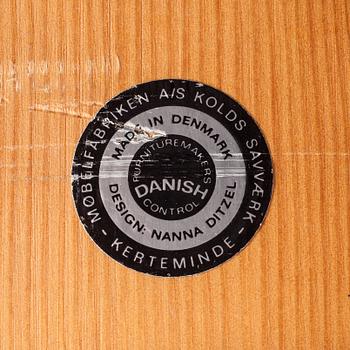 MØBELFABRIKEN A/S KOLDS SAVVÆRK
- KERTEMINDE -
MADE IN DENMARK
DESIGN: NANNA DITZEL
FURNITUREMAKERS
DANISH
CONTROL